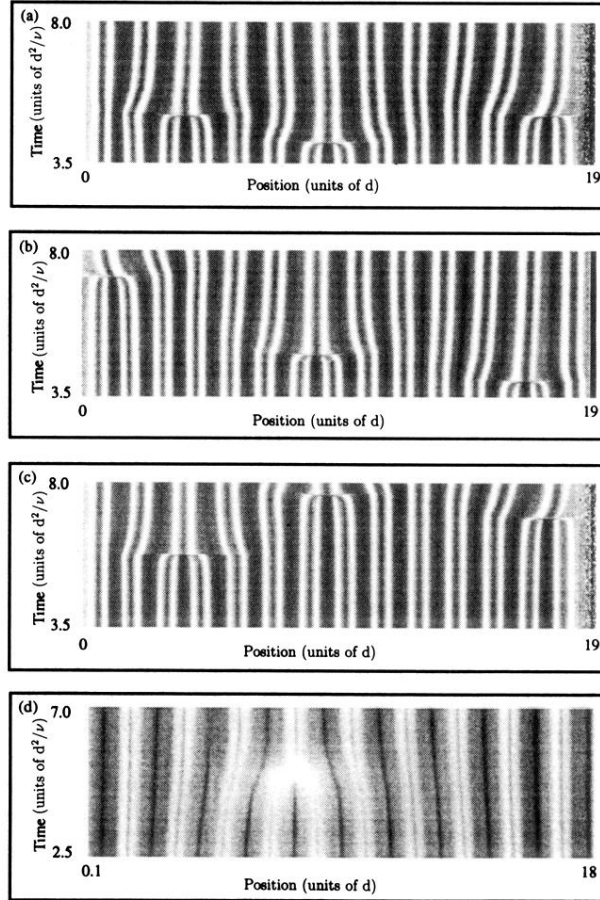 (a)
8.0
Time (units of d²/ν)
3.5
0
Position (units of d)
19
(b)
8.0
Time (units of d²/ν)
3.5
0
Position (units of d)
19
(c)
8.0
Time (units of d²/ν)
3.5
0
Position (units of d)
19
(d)
7.0
Time (units of d²/ν)
2.5
0.1
Position (units of d)
18